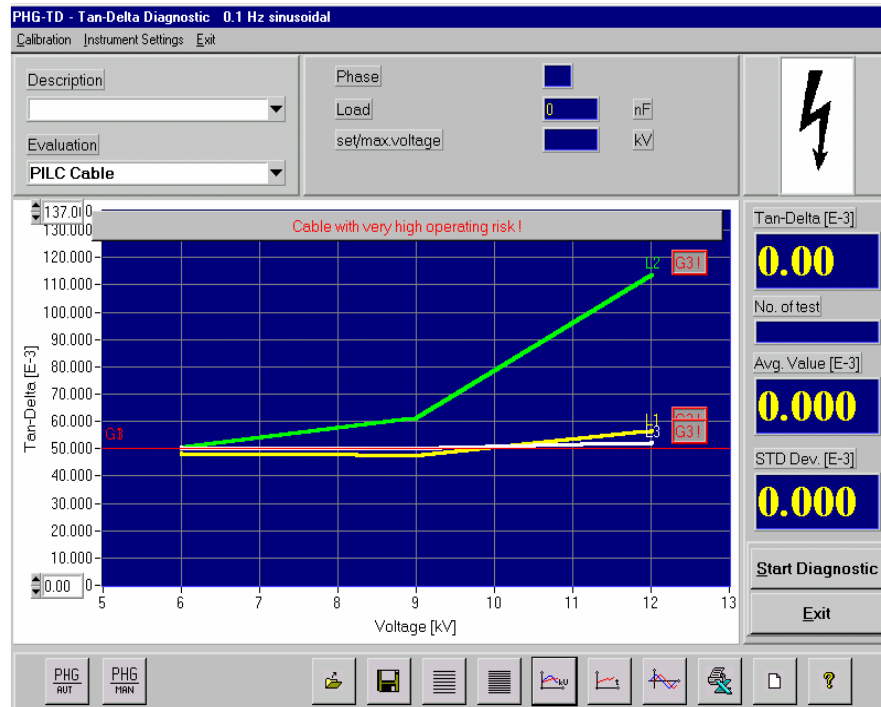 PHG-TD - Tan-Delta Diagnostic 0.1 Hz sinusoidal
Calibration Instrument Settings Exit
Description
Evaluation
PILC Cable
Phase
Load 0 nF
set/max.voltage kV
137.00
Cable with very high operating risk !
130.000
120.000
110.000
100.000
90.000
80.000
70.000
60.000
50.000
40.000
30.000
20.000
10.000
0.00 0
Tan-Delta [E-3]
L2 G3 !
G3
L1
L3 G3 !
5 6 7 8 9 10 11 12 13
Voltage [kV]
Tan-Delta [E-3]
0.00
No. of test
Avg. Value [E-3]
0.000
STD Dev. [E-3]
0.000
Start Diagnostic
Exit
PHG AUT
PHG MAN
kV
t
?